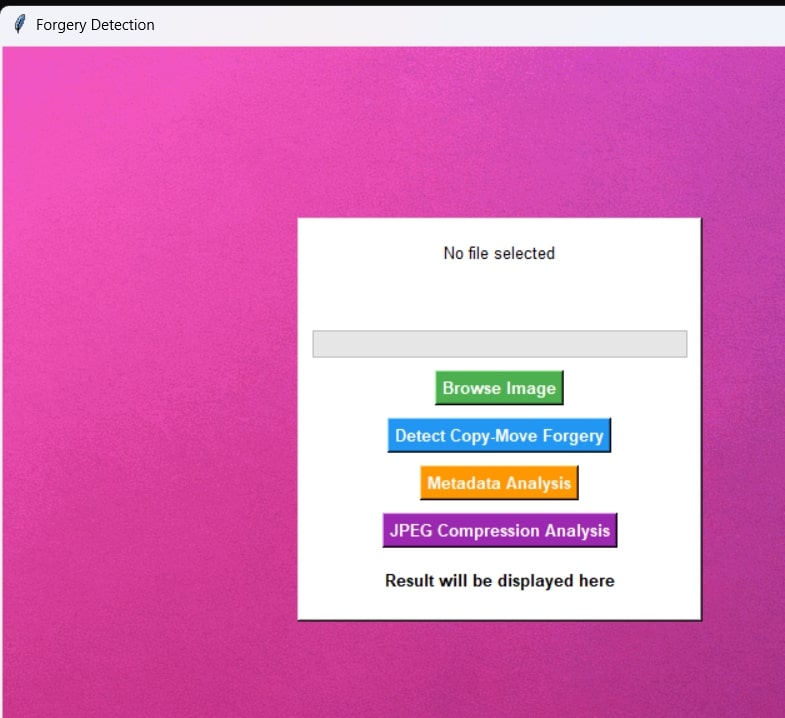 Forgery Detection
No file selected
Browse Image
Detect Copy-Move Forgery
Metadata Analysis
JPEG Compression Analysis
Result will be displayed here